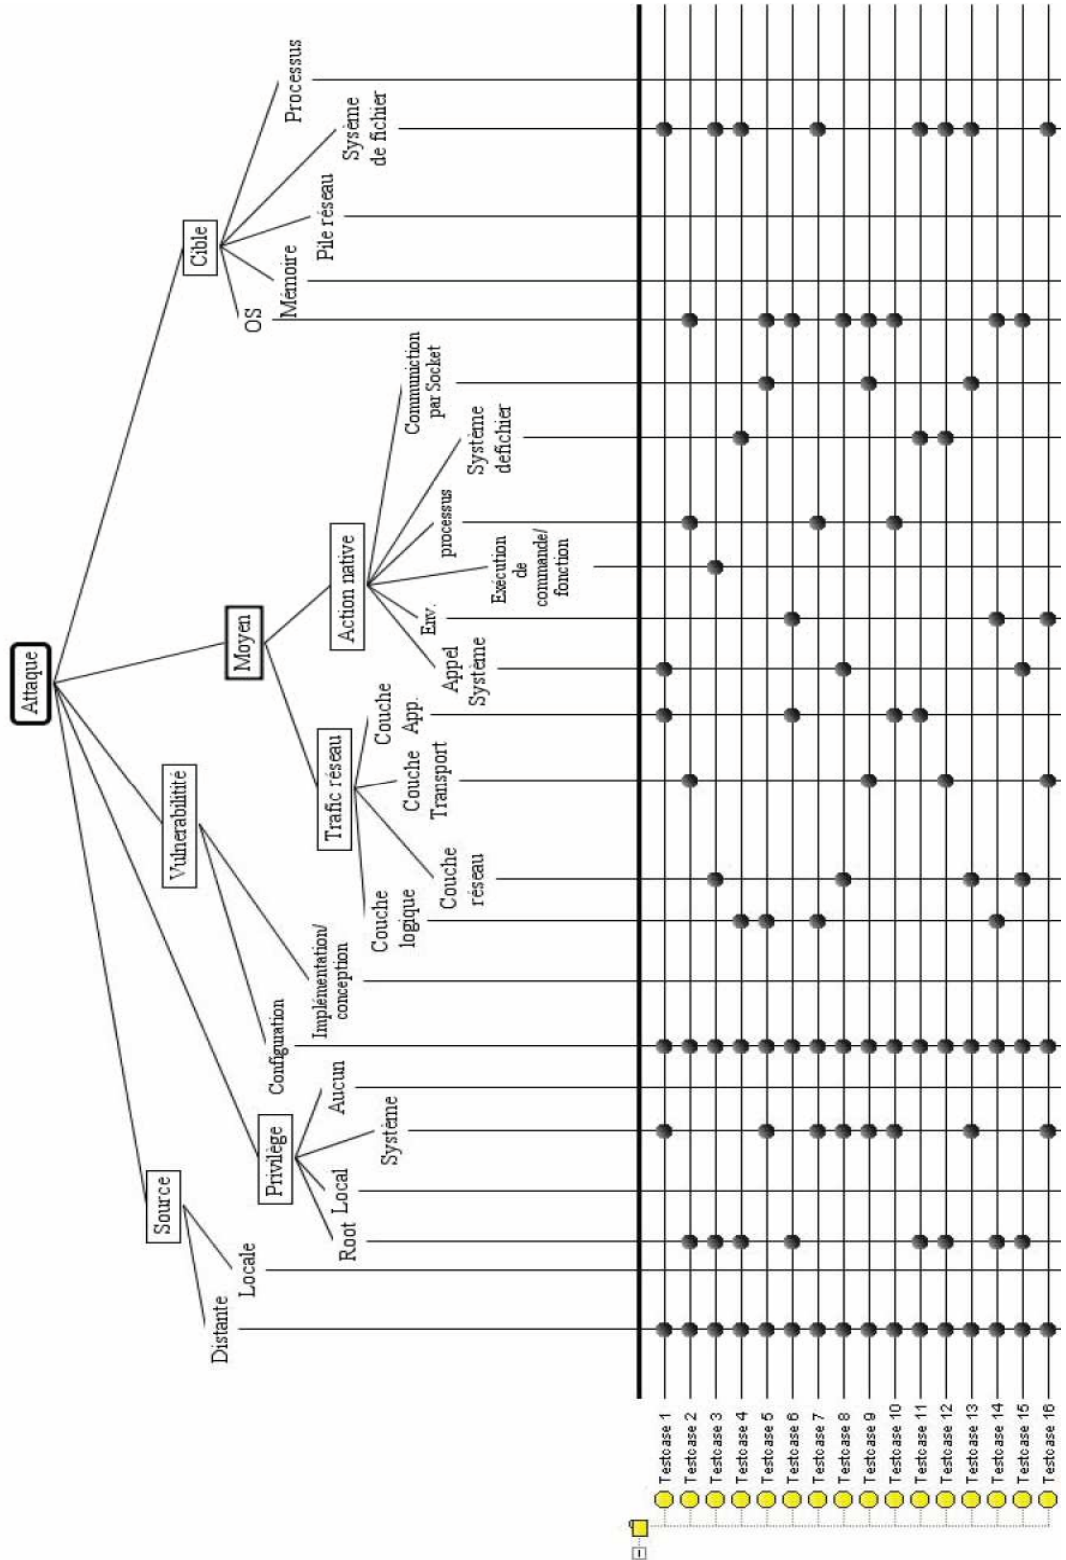 Attaque
Source
Privilège
Vulnerabilitité
Moyen
Cible
Distante
Locale
Root
Local
Système
Aucun
Configuration
Implémentation/
conception
Trafic réseau
Action native
Couche
logique
Couche
réseau
Couche
Transport
Couche
App.
Appel
Système
Env.
Exécution
de
commande/
fonction
processus
Système
defichier
Communiction
par Socket
OS
Mémoire
Pile réseau
Sysème
de fichier
Processus
Testcase 1
Testcase 2
Testcase 3
Testcase 4
Testcase 5
Testcase 6
Testcase 7
Testcase 8
Testcase 9
Testcase 10
Testcase 11
Testcase 12
Testcase 13
Testcase 14
Testcase 15
Testcase 16